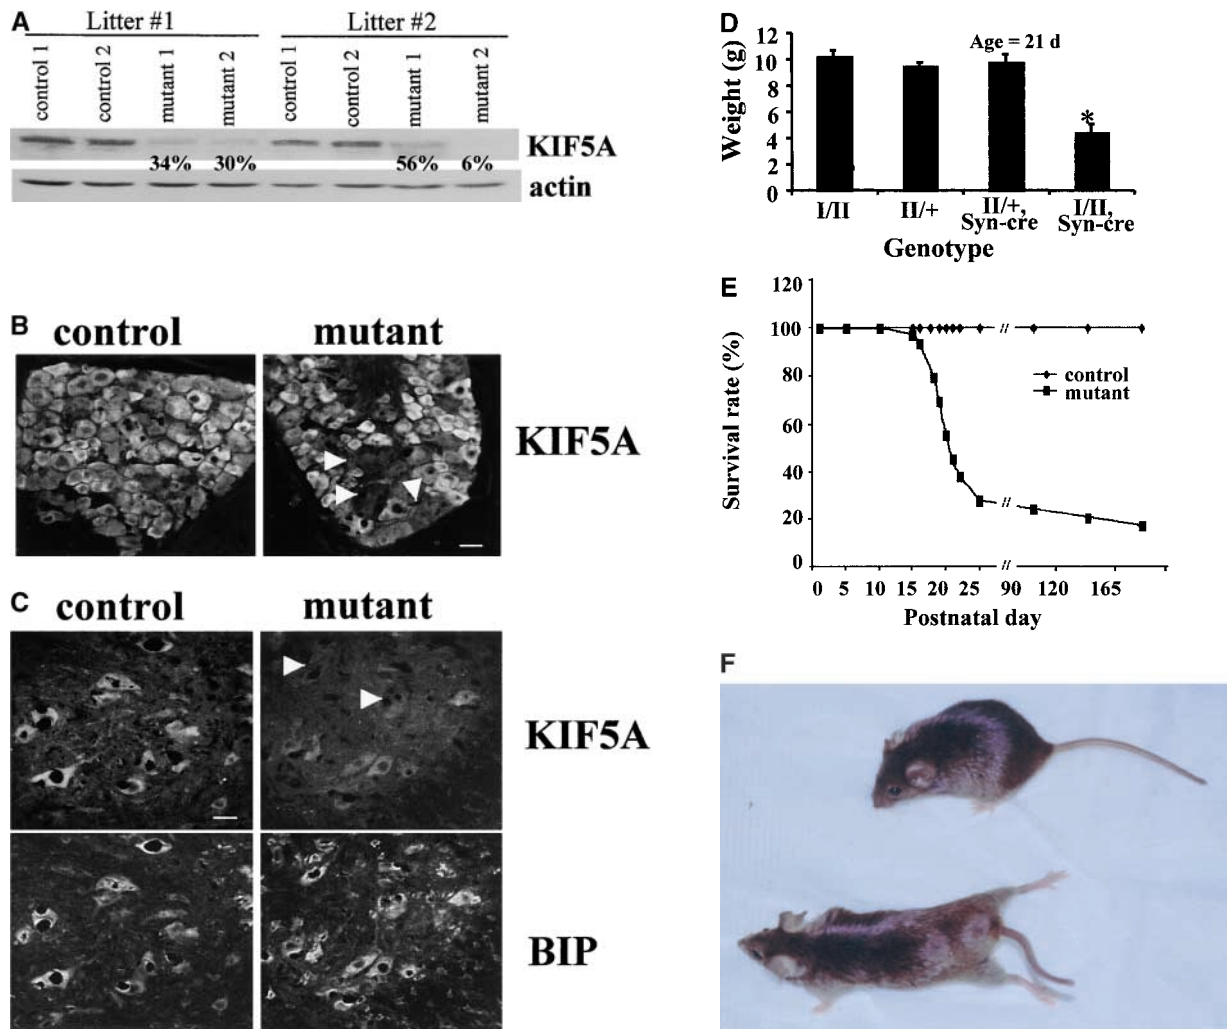 A
Litter #1
Litter #2
control 1
control 2
mutant 1
mutant 2
control 1
control 2
mutant 1
mutant 2
KIF5A
34%
30%
56%
6%
actin
B
control
mutant
KIF5A
C
control
mutant
KIF5A
BIP
D
Weight (g)
12
10
8
6
4
2
0
Age = 21 d
*
I/II
II/+
II/+, Syn-cre
I/II, Syn-cre
Genotype
E
Survival rate (%)
120
100
80
60
40
20
0
//
control
mutant
//
0 5 10 15 20 25 // 90 120 165
Postnatal day
F